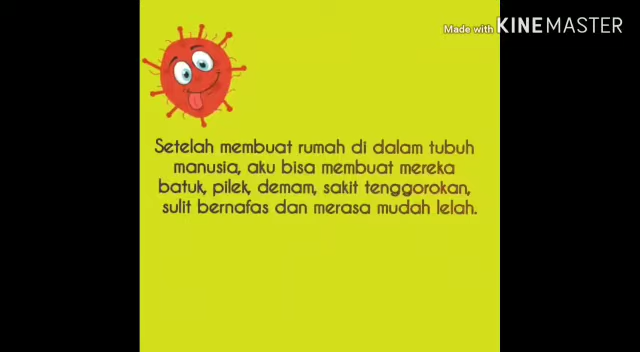 Made with KINEMASTER
Setelah membuat rumah di dalam tubuh
manusia, aku bisa membuat mereka
batuk, pilek, demam, sakit tenggorokan,
sulit bernafas dan merasa mudah lelah.